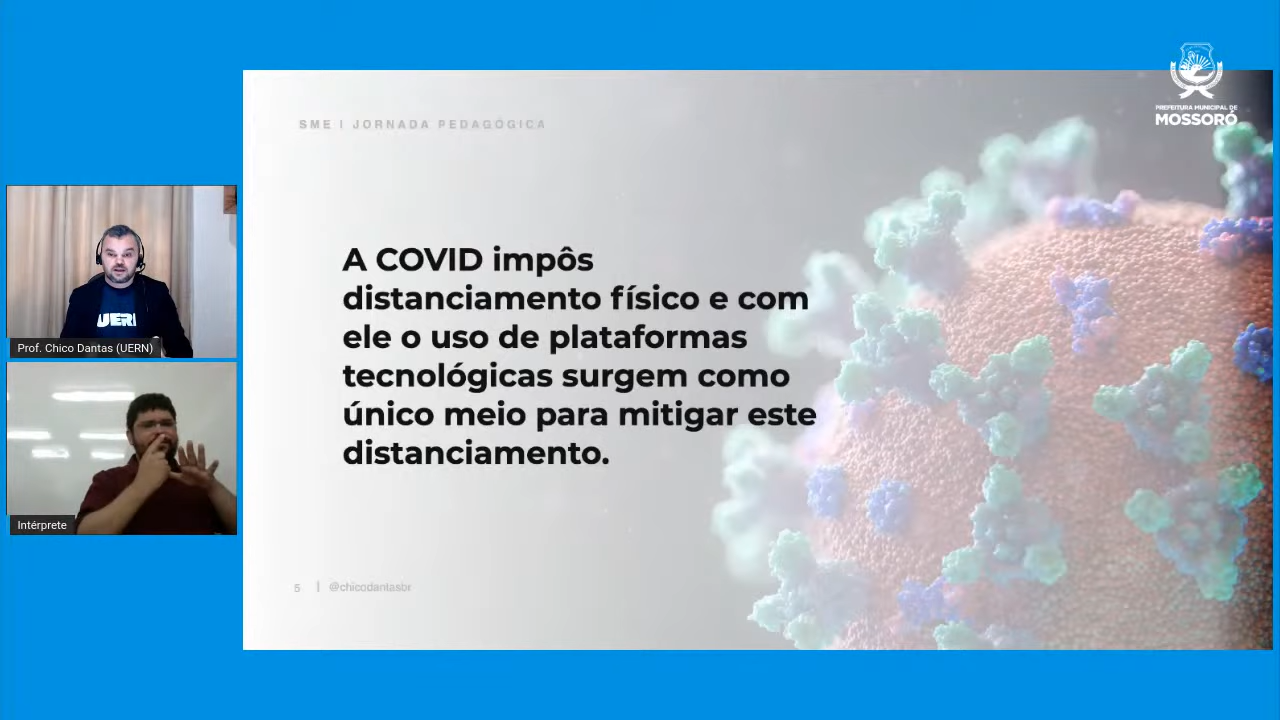 PREFEITURA MUNICIPAL DE
MOSSORÓ
SME | JORNADA PEDAGÓGICA
A COVID impôs
distanciamento físico e com
ele o uso de plataformas
tecnológicas surgem como
único meio para mitigar este
distanciamento.
UERN
Prof. Chico Dantas (UERN)
Intérprete
5 | @chicodantasbr